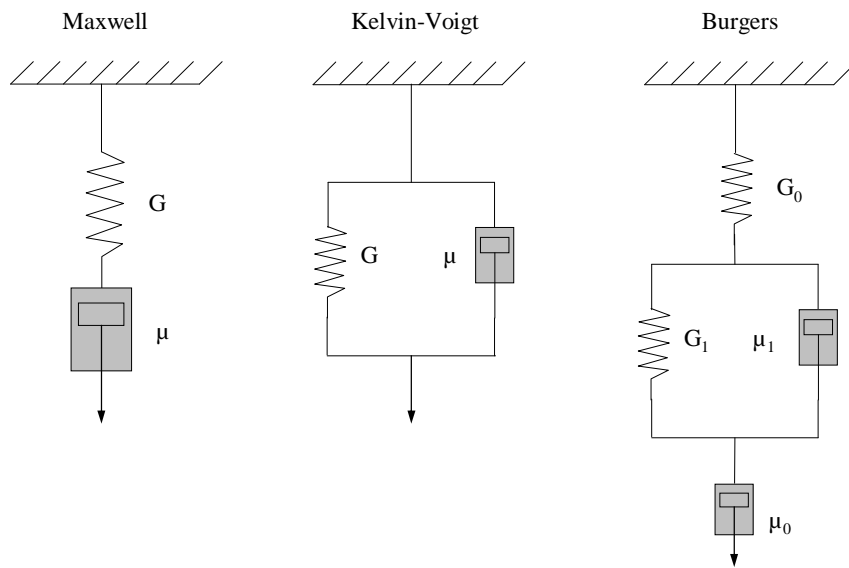 Maxwell
Kelvin-Voigt
Burgers
G
μ
G
μ
G₀
G₁
μ₁
μ₀